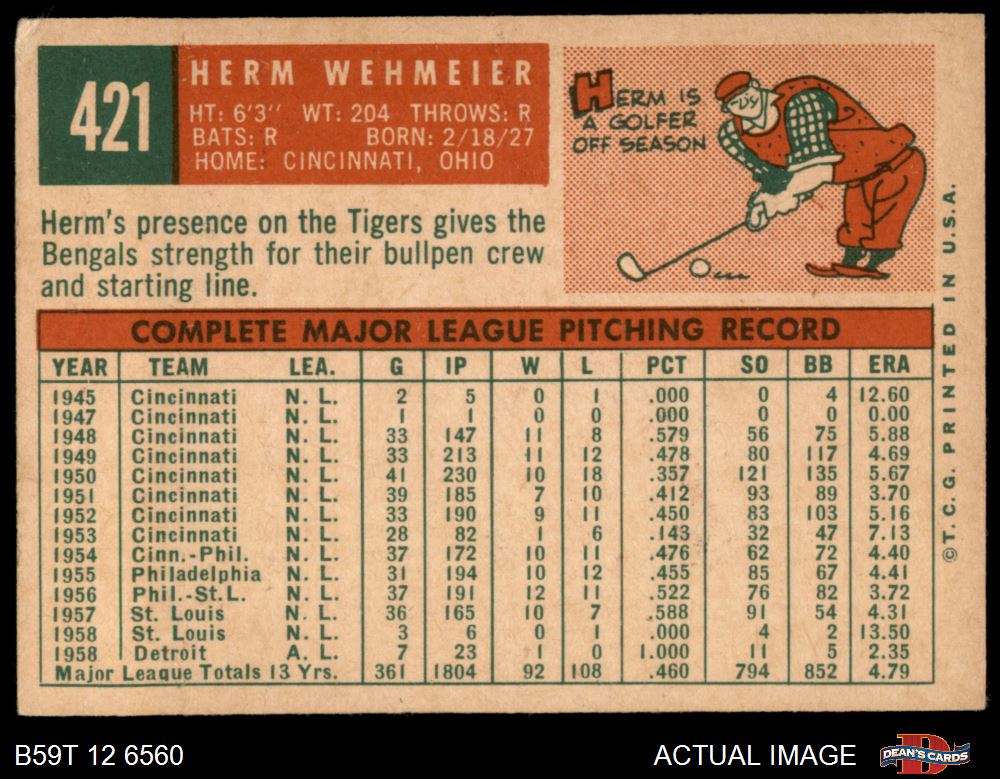 421
HERM WEHMEIER
HT: 6'3" WT: 204 THROWS: R
BATS: R BORN: 2/18/27
HOME: CINCINNATI, OHIO
HERM IS
A GOLFER
OFF SEASON
Herm's presence on the Tigers gives the
Bengals strength for their bullpen crew
and starting line.
COMPLETE MAJOR LEAGUE PITCHING RECORD
YEAR TEAM LEA. G IP W L PCT SO BB ERA
1945 Cincinnati N. L. 2 5 0 1 .000 0 4 12.60
1947 Cincinnati N. L. 1 1 0 0 .000 0 0 0.00
1948 Cincinnati N. L. 33 147 11 8 .579 56 75 5.88
1949 Cincinnati N. L. 33 213 11 12 .478 80 117 4.69
1950 Cincinnati N. L. 41 230 10 18 .357 121 135 5.67
1951 Cincinnati N. L. 39 185 7 10 .412 93 89 3.70
1952 Cincinnati N. L. 33 190 9 11 .450 83 103 5.16
1953 Cincinnati N. L. 28 82 1 6 .143 32 47 7.13
1954 Cinn.-Phil. N. L. 37 172 10 11 .476 62 72 4.40
1955 Philadelphia N. L. 31 194 10 12 .455 85 67 4.41
1956 Phil.-St.L. N. L. 37 191 12 11 .522 76 82 3.72
1957 St. Louis N. L. 36 165 10 7 .588 91 54 4.31
1958 St. Louis N. L. 3 6 0 1 .000 4 2 13.50
1958 Detroit A. L. 7 23 1 0 1.000 11 5 2.35
Major League Totals 13 Yrs. 361 1804 92 108 .460 794 852 4.79
©T.C.G. PRINTED IN U.S.A.
B59T 12 6560
ACTUAL IMAGE
DEAN'S CARDS